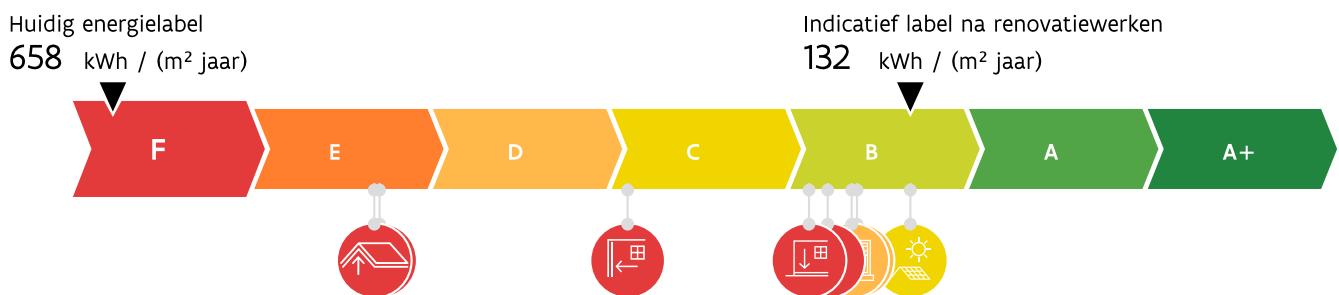 Huidig energielabel
658 kWh / (m² jaar)
Indicatief label na renovatiewerken
132 kWh / (m² jaar)
F E D C B A A+